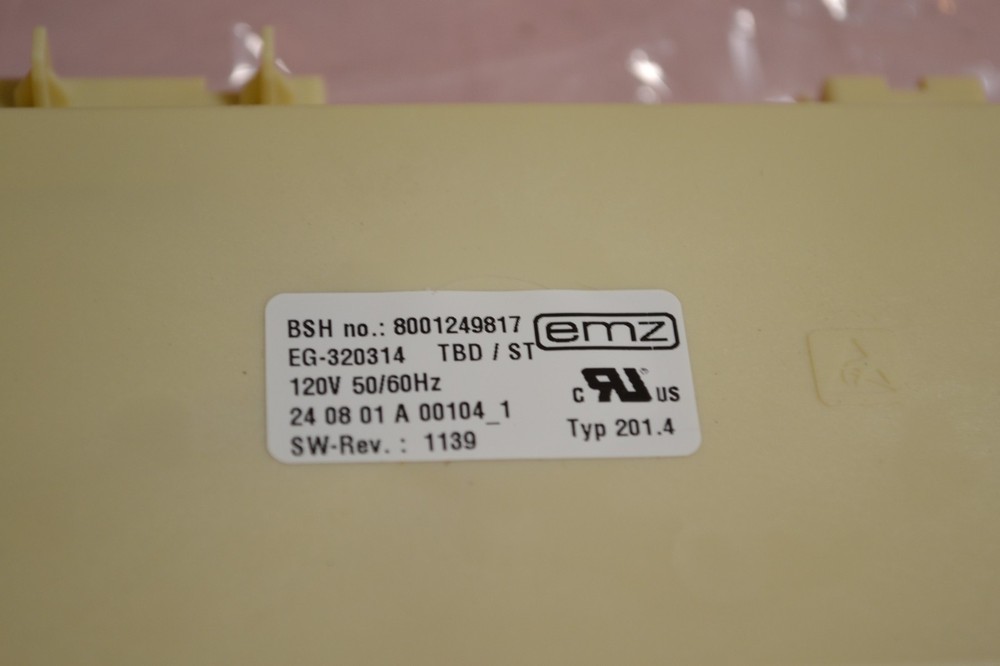 BSH no.: 8001249817
emz
EG-320314 TBD / ST
120V 50/60Hz
C RU US
24 08 01 A 00104_1
Typ 201.4
SW-Rev. : 1139